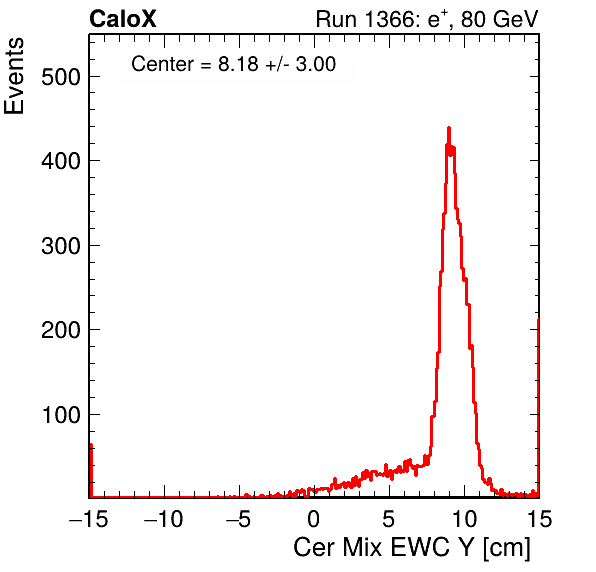 CaloX Run 1366: e+, 80 GeV
Center = 8.18 +/- 3.00
Events
500
400
300
200
100
−15 −10 −5 0 5 10 15
Cer Mix EWC Y [cm]